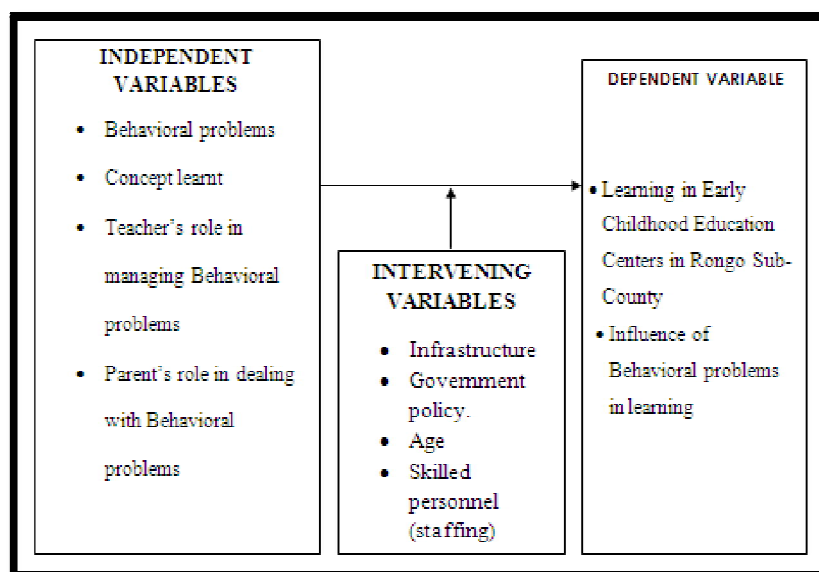 INDEPENDENT
VARIABLES
• Behavioral problems
• Concept learnt
• Teacher's role in
managing Behavioral
problems
• Parent's role in dealing
with Behavioral
problems
INTERVENING
VARIABLES
• Infrastructure
• Government
policy.
• Age
• Skilled
personnel
(staffing)
DEPENDENT VARIABLE
• Learning in Early
Childhood Education
Centers in Rongo Sub-
County
• Influence of
Behavioral problems
in learning